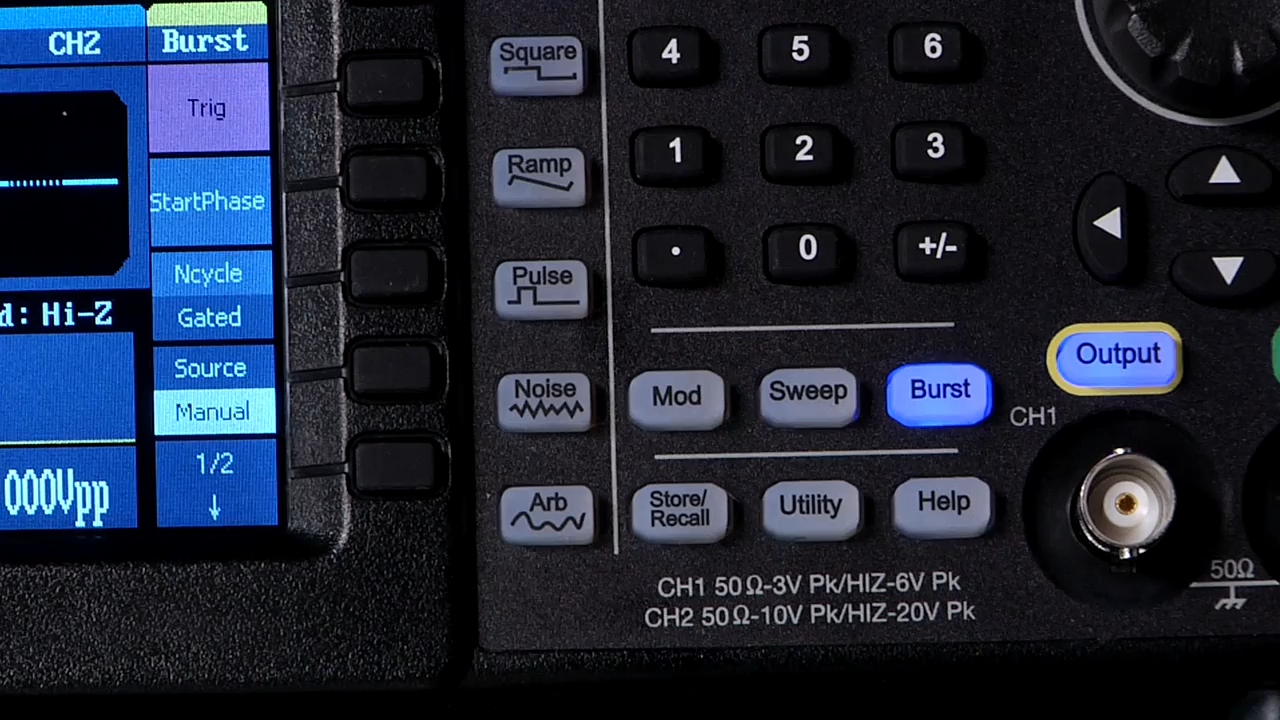 CH2
Burst
Trig
StartPhase
Ncycle
Gated
d: Hi-Z
Source
Manual
000Vpp
1/2
Square
Ramp
Pulse
Noise
Arb
4 5 6
1 2 3
. 0 +/-
Mod Sweep Burst
Store/
Recall
Utility
Help
Output
CH1
50Ω
CH1 50Ω-3V Pk/HIZ-6V Pk
CH2 50Ω-10V Pk/HIZ-20V Pk